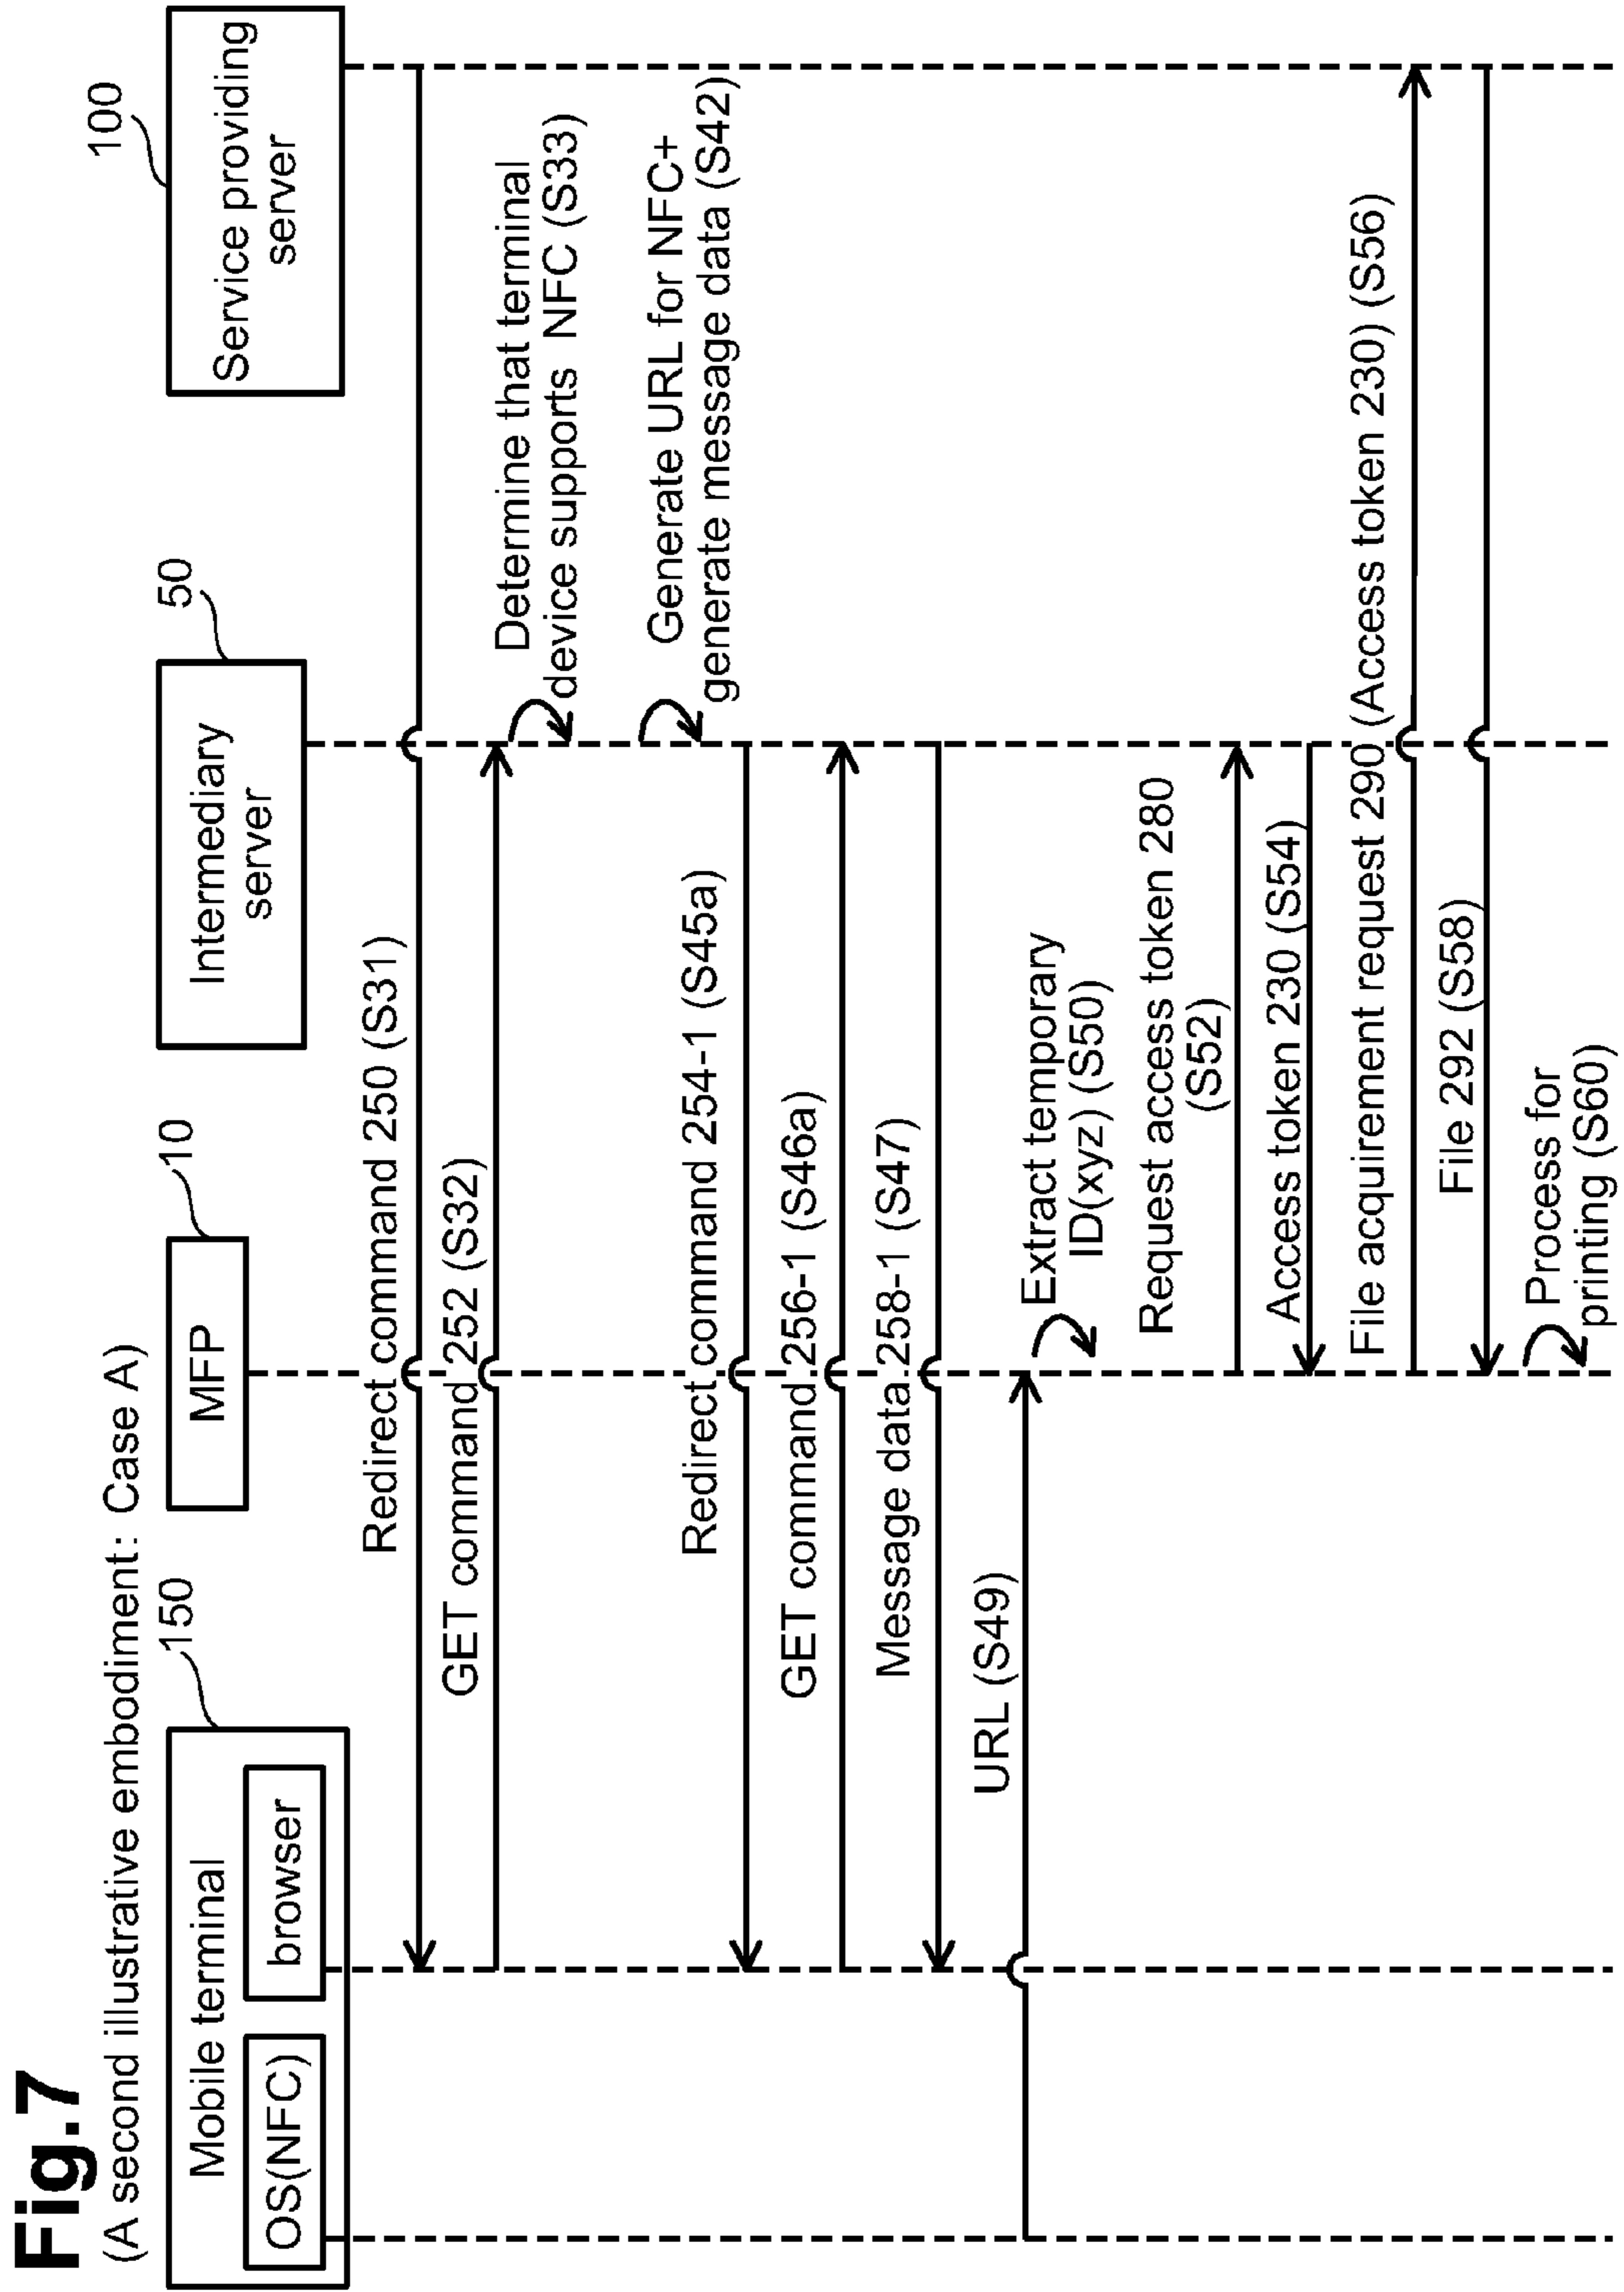 Fig.7
(A second illustrative embodiment: Case A)
150
Mobile terminal
OS(NFC)
browser
10
MFP
50
Intermediary
server
100
Service providing
server
Redirect command 250 (S31)
GET command 252 (S32)
Determine that terminal
device supports NFC (S33)
Generate URL for NFC+
generate message data (S42)
Redirect command 254-1 (S45a)
GET command 256-1 (S46a)
Message data 258-1 (S47)
URL (S49)
Extract temporary
ID(xyz) (S50)
Request access token 280
(S52)
Access token 230 (S54)
File acquirement request 290 (Access token 230) (S56)
File 292 (S58)
Process for
printing (S60)